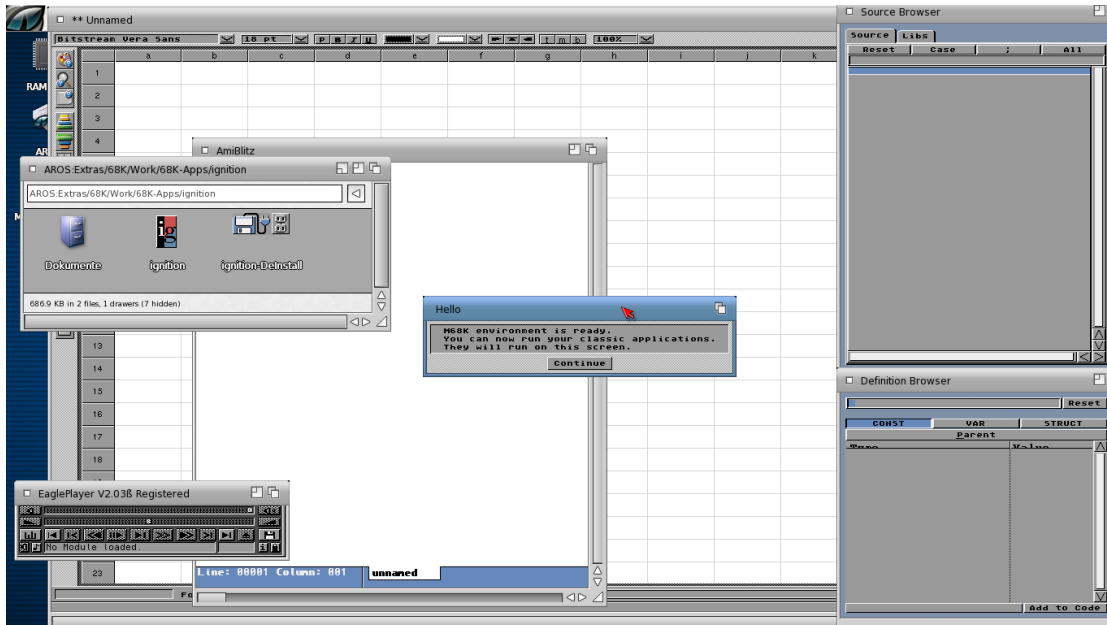 ** Unnamed
Bitstream Vera Sans
18 pt
P B I U
l m b
100%
a b c d e f g h i j k
1
2
3
4
13
14
15
16
17
18
23
RAM
AR
M
AmiBlitz
Line: 00001 Column: 001
unnamed
AROS:Extras/68K/Work/68K-Apps/ignition
AROS:Extras/68K/Work/68K-Apps/ignition
ig
Dokumente
ignition
ignition-DeInstall
686.9 KB in 2 files, 1 drawers (7 hidden)
Hello
M68K environment is ready.
You can now run your classic applications.
They will run on this screen.
Continue
EaglePlayer V2.03ß Registered
No Module loaded.
Fo
Source Browser
Source Libs
Reset Case ; All
Definition Browser
Reset
CONST VAR STRUCT
Parent
Type Value
Add to Code